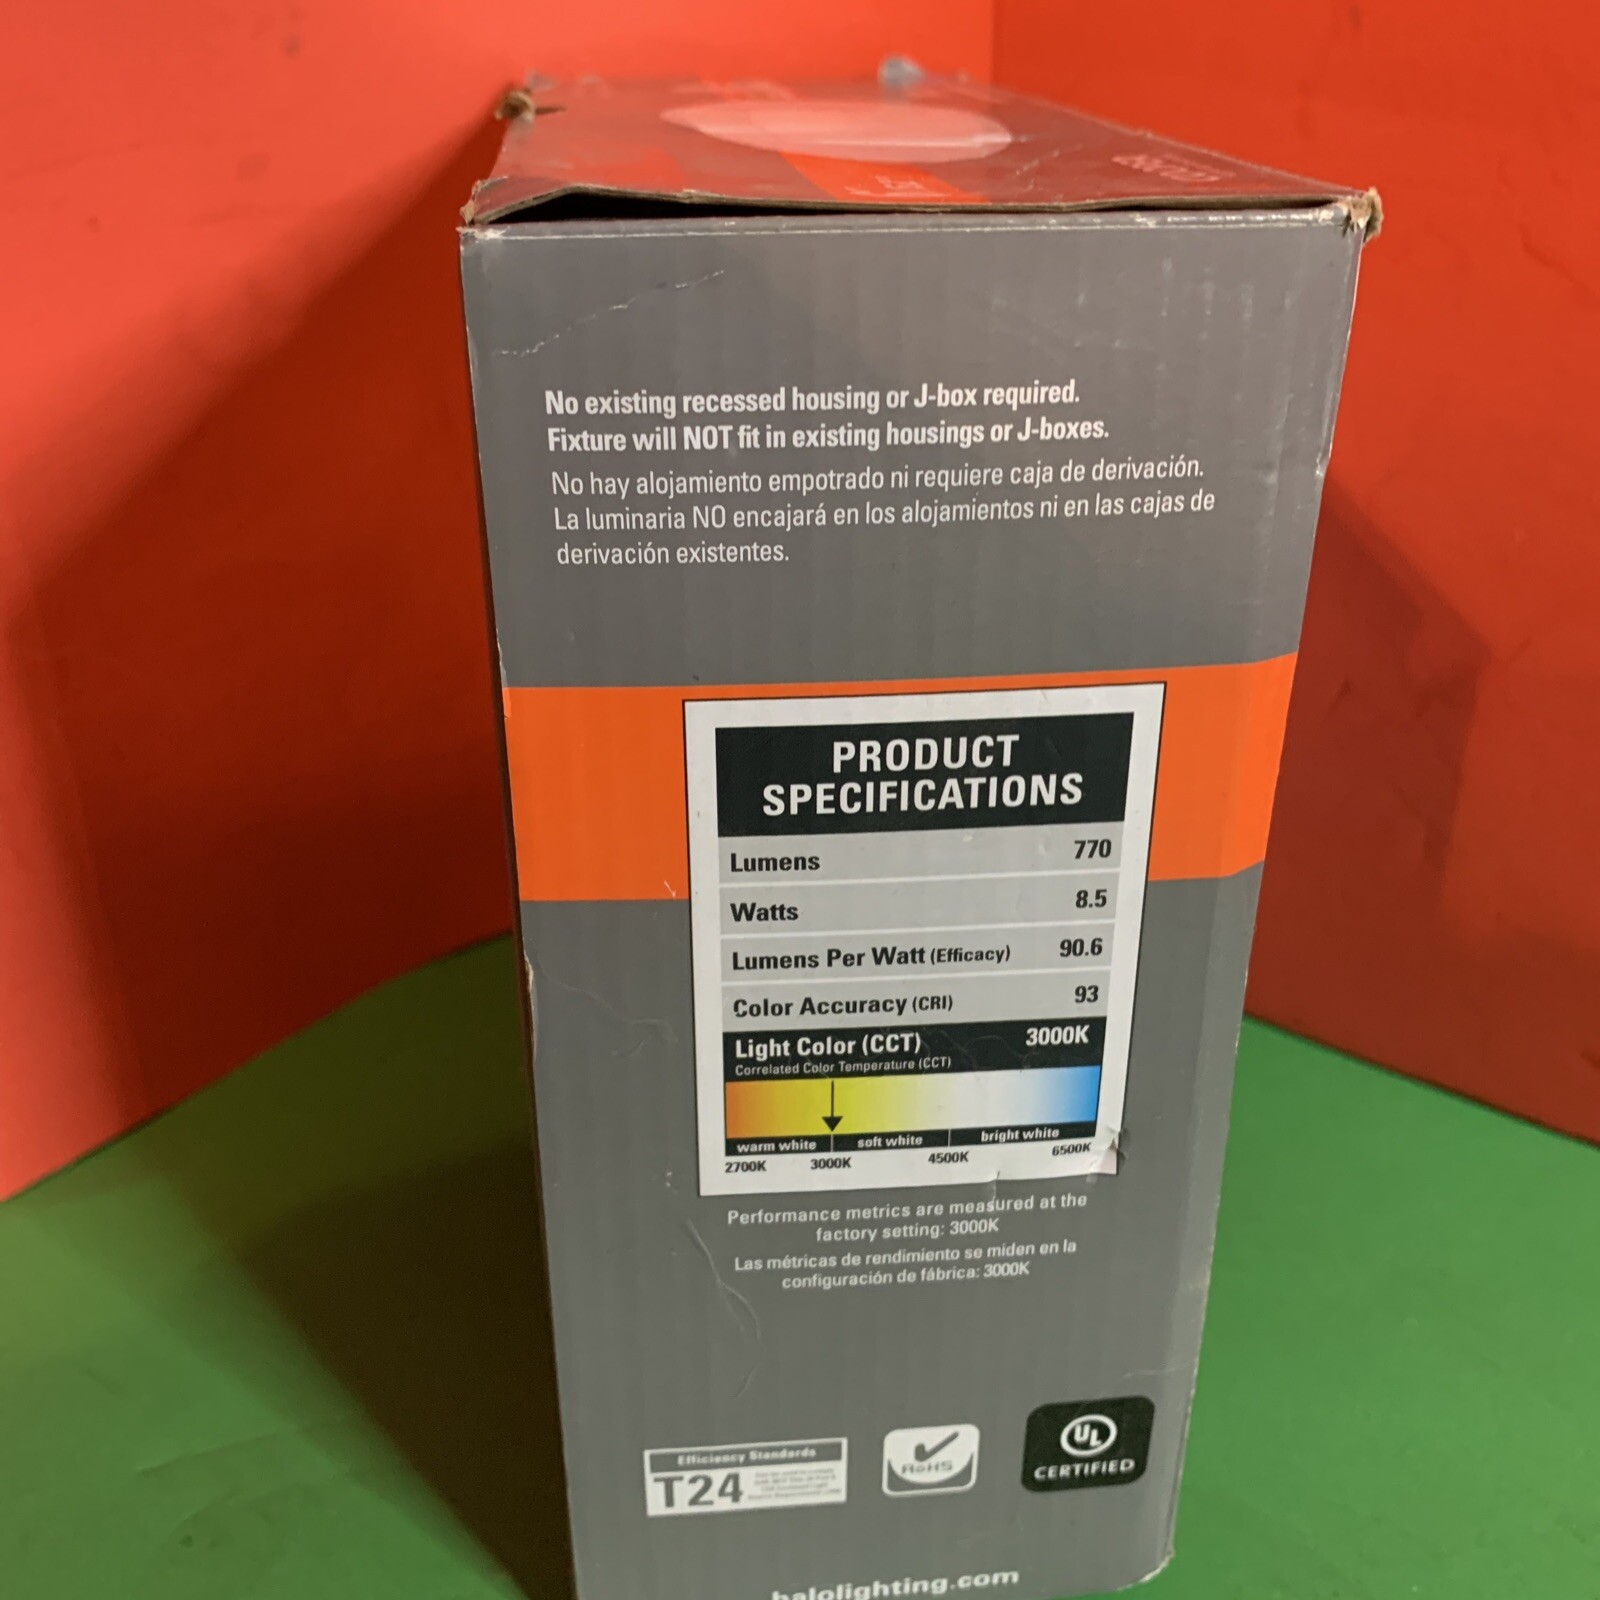 No existing recessed housing or J-box required.
Fixture will NOT fit in existing housings or J-boxes.
No hay alojamiento empotrado ni requiere caja de derivación.
La luminaria NO encajará en los alojamientos ni en las cajas de
derivación existentes.
PRODUCT
SPECIFICATIONS
Lumens 770
Watts 8.5
Lumens Per Watt (Efficacy) 90.6
Color Accuracy (CRI) 93
Light Color (CCT) 3000K
Correlated Color Temperature (CCT)
warm white soft white bright white
2700K 3000K 4500K 6500K
Performance metrics are measured at the
factory setting: 3000K
Las métricas de rendimiento se miden en la
configuración de fábrica: 3000K
Efficiency Standards
T24
RoHS
UL
CERTIFIED
halolighting.com